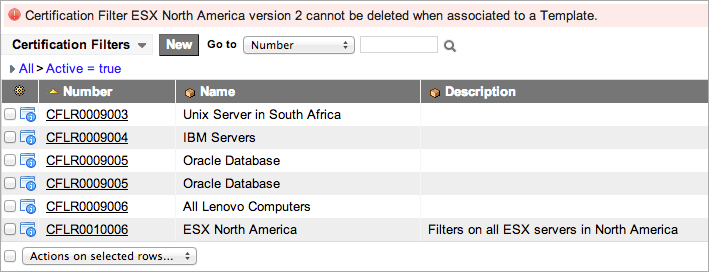 Certification Filter ESX North America version 2 cannot be deleted when associated to a Template.
Certification Filters New Go to Number
All > Active = true
Number Name Description
CFLR0009003 Unix Server in South Africa
CFLR0009004 IBM Servers
CFLR0009005 Oracle Database
CFLR0009005 Oracle Database
CFLR0009006 All Lenovo Computers
CFLR0010006 ESX North America Filters on all ESX servers in North America
Actions on selected rows...